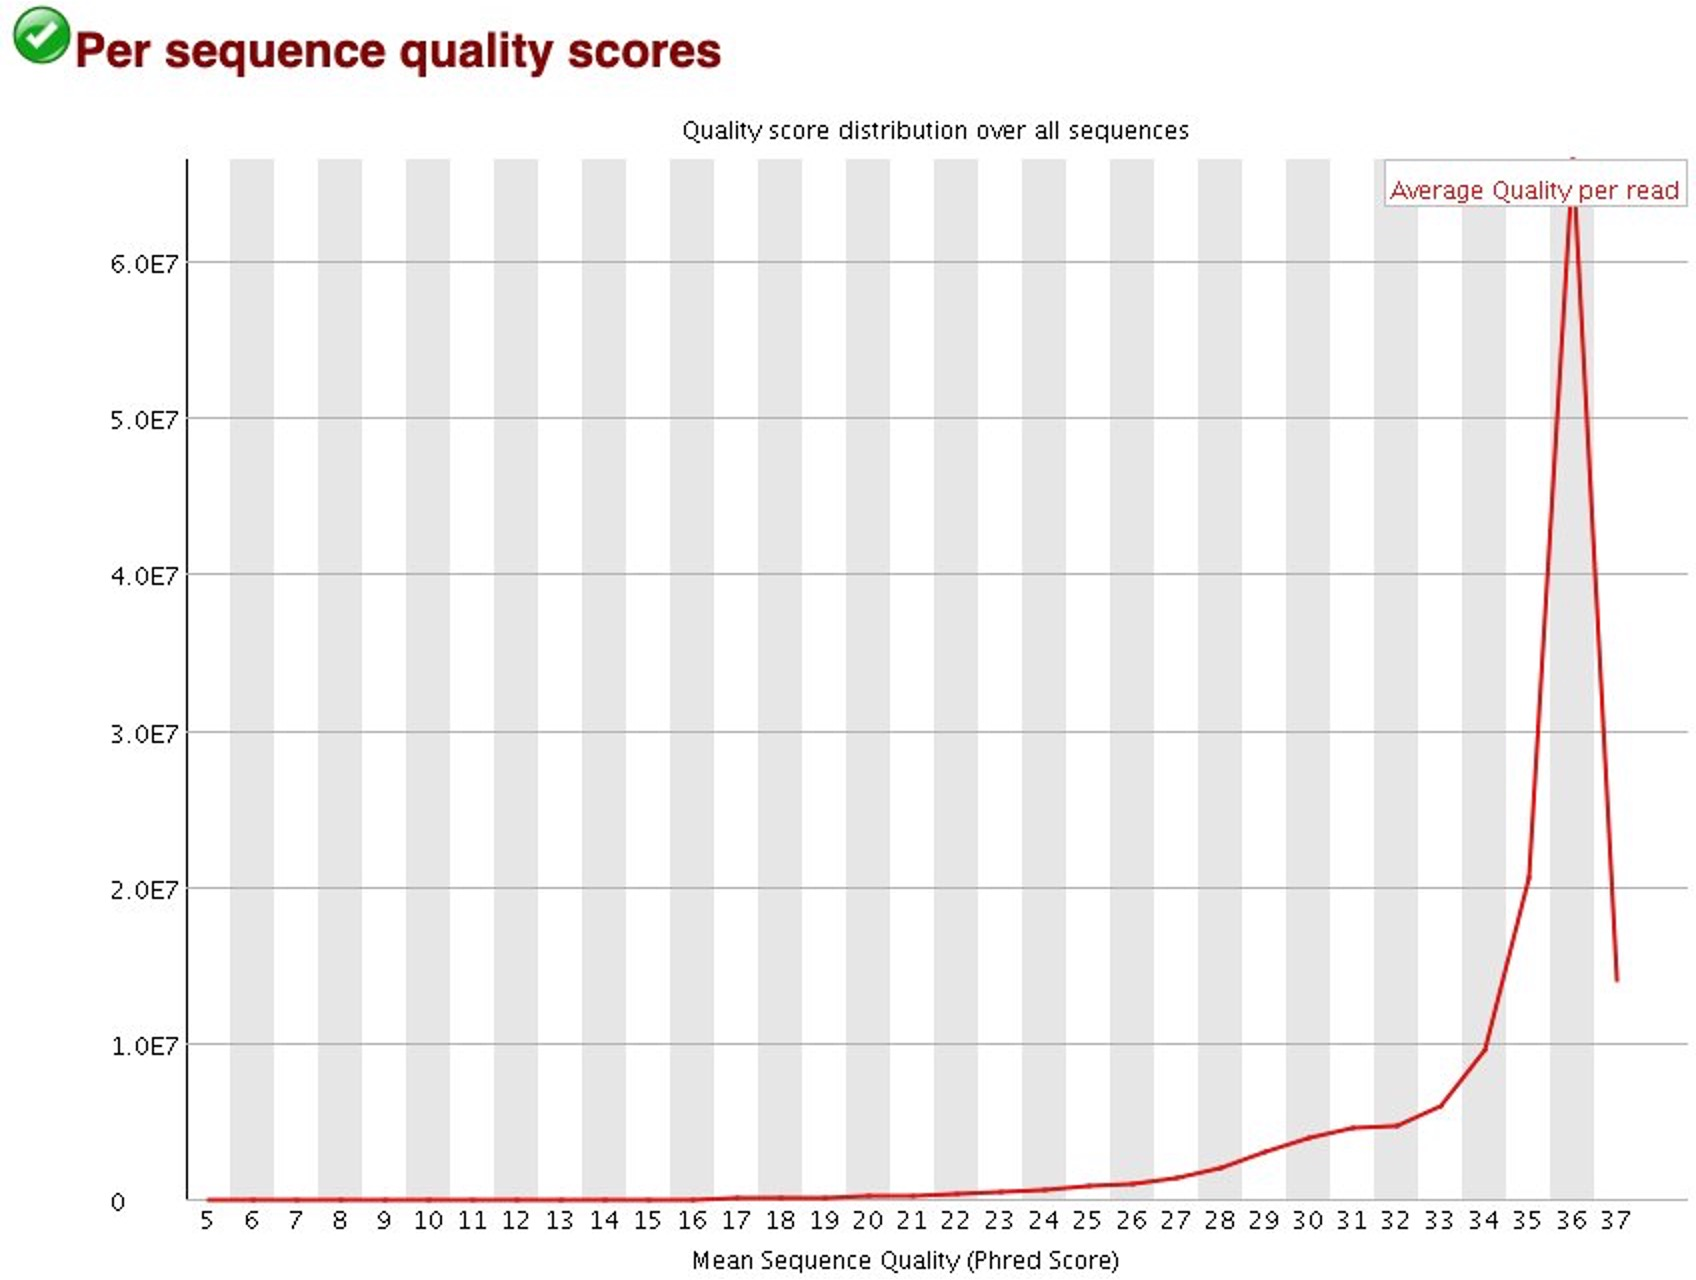 Per sequence quality scores
Quality score distribution over all sequences
Average Quality per read
6.0E7
5.0E7
4.0E7
3.0E7
2.0E7
1.0E7
0
5 6 7 8 9 10 11 12 13 14 15 16 17 18 19 20 21 22 23 24 25 26 27 28 29 30 31 32 33 34 35 36 37
Mean Sequence Quality (Phred Score)